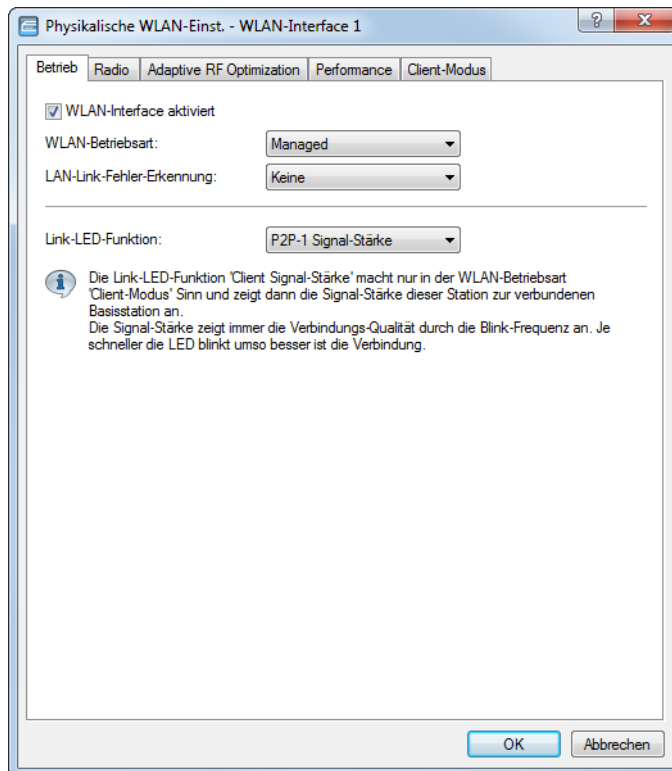 Physikalische WLAN-Einst. - WLAN-Interface 1
?
Betrieb Radio Adaptive RF Optimization Performance Client-Modus
WLAN-Interface aktiviert
WLAN-Betriebsart: Managed
LAN-Link-Fehler-Erkennung: Keine
Link-LED-Funktion: P2P-1 Signal-Stärke
Die Link-LED-Funktion 'Client Signal-Stärke' macht nur in der WLAN-Betriebsart
'Client-Modus' Sinn und zeigt dann die Signal-Stärke dieser Station zur verbundenen
Basisstation an.
Die Signal-Stärke zeigt immer die Verbindungs-Qualität durch die Blink-Frequenz an. Je
schneller die LED blinkt umso besser ist die Verbindung.
OK Abbrechen